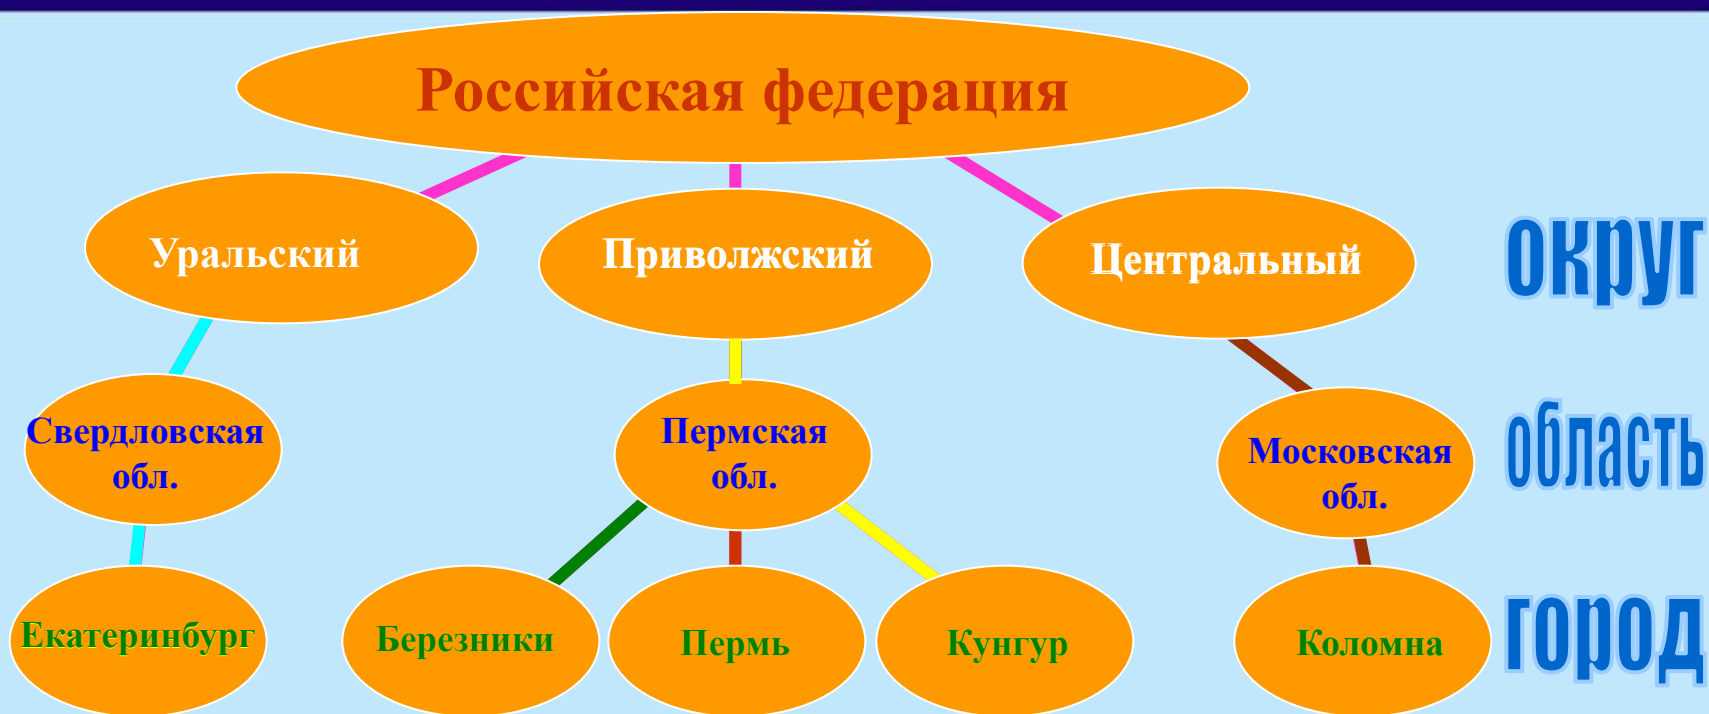 Российская федерация
Уральский
Приволжский
Центральный
округ
Свердловская
обл.
Пермская
обл.
Московская
обл.
область
Екатеринбург
Березники
Пермь
Кунгур
Коломна
город